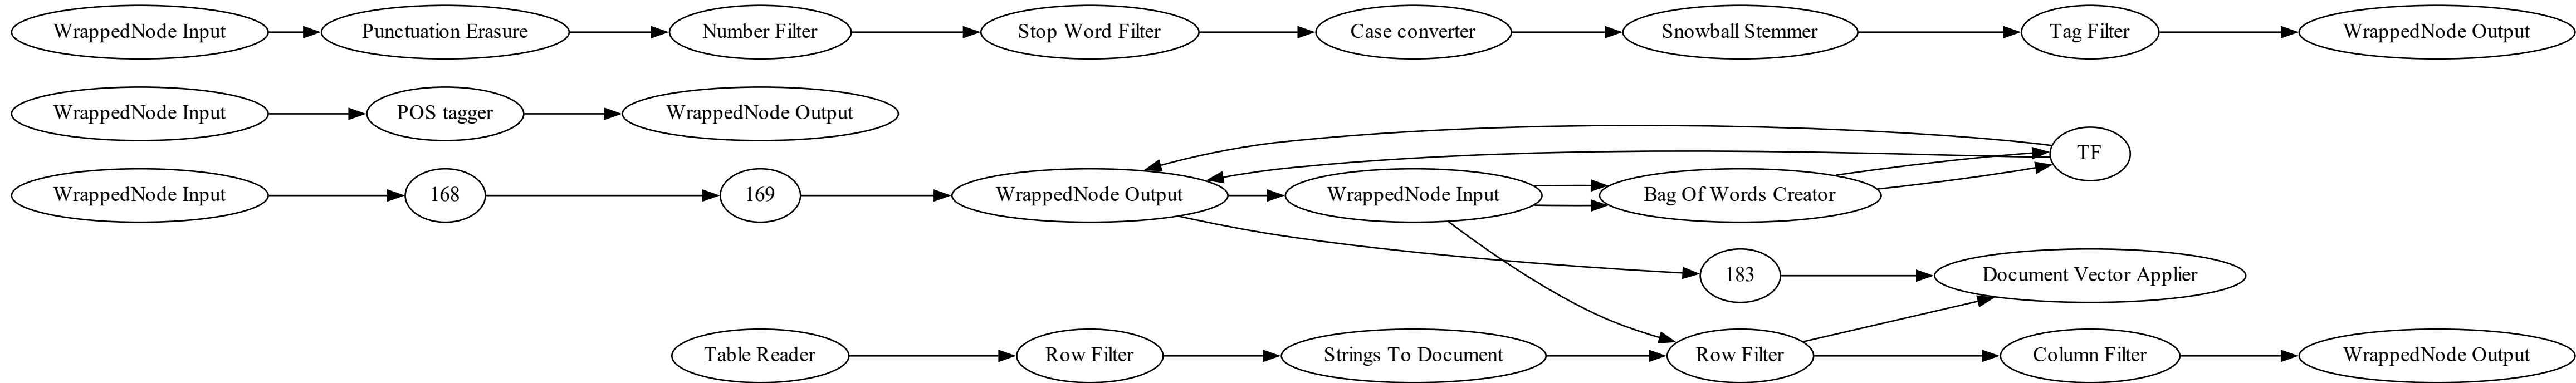 WrappedNode Input
Punctuation Erasure
Number Filter
Stop Word Filter
Case converter
Snowball Stemmer
Tag Filter
WrappedNode Output
WrappedNode Input
POS tagger
WrappedNode Output
TF
WrappedNode Input
168
169
WrappedNode Output
WrappedNode Input
Bag Of Words Creator
183
Document Vector Applier
Table Reader
Row Filter
Strings To Document
Row Filter
Column Filter
WrappedNode Output